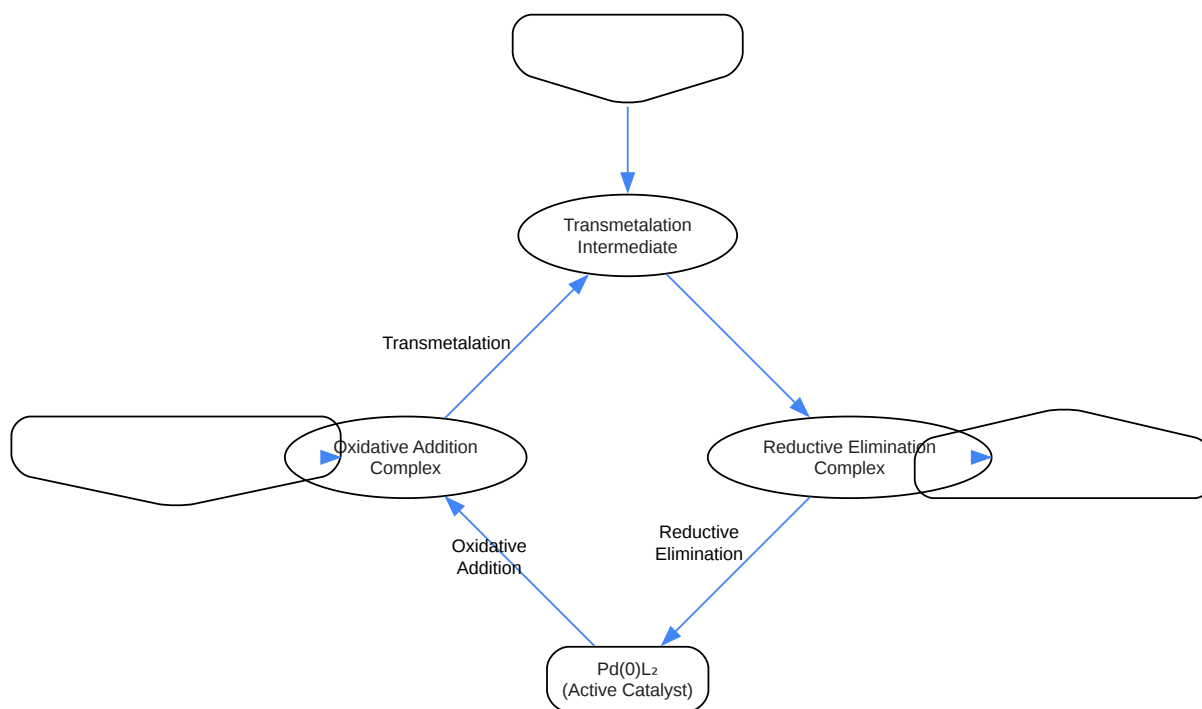 Transmetalation
Intermediate
Transmetalation
Oxidative Addition
Complex
Reductive Elimination
Complex
Oxidative
Addition
Reductive
Elimination
Pd(0)L₂
(Active Catalyst)